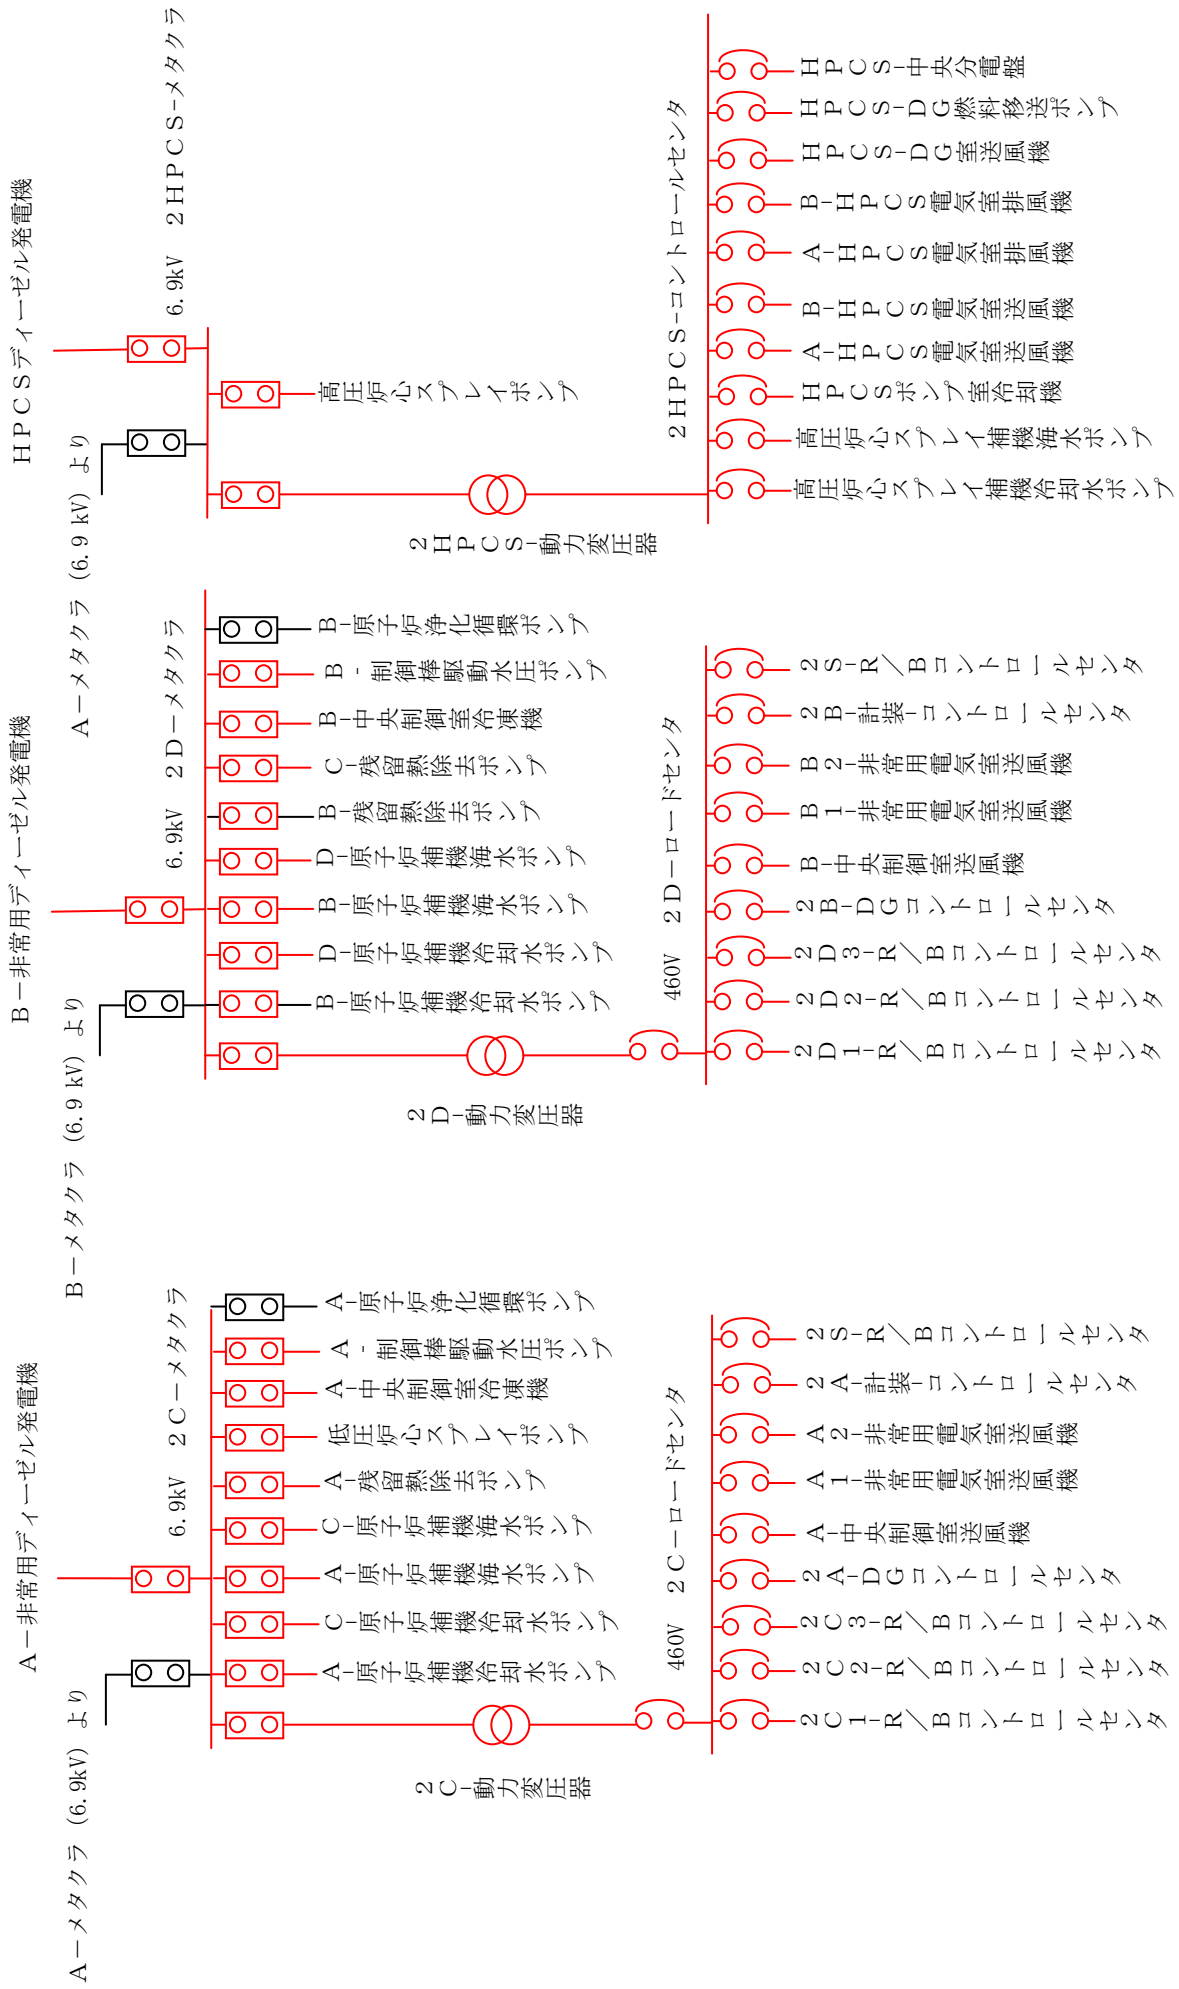 A－非常用ディーゼル発電機
A－メタクラ (6.9kV) より
6.9kV 2C－メタクラ
2C-動力変圧器
A-原子炉補機冷却水ポンプ
C-原子炉補機冷却水ポンプ
A-原子炉補機海水ポンプ
C-原子炉補機海水ポンプ
A-残留熱除去ポンプ
低圧炉心スプレイポンプ
A-中央制御室冷凍機
A-制御棒駆動水圧ポンプ
A-原子炉浄化循環ポンプ
460V 2C－ロードセンタ
2C1-R／Bコントロールセンタ
2C2-R／Bコントロールセンタ
2C3-R／Bコントロールセンタ
2A-DGコントロールセンタ
A-中央制御室送風機
A1-非常用電気室送風機
A2-非常用電気室送風機
2A-計装-コントロールセンタ
2S-R／Bコントロールセンタ
B－非常用ディーゼル発電機
B－メタクラ (6.9 kV) より
6.9kV 2D－メタクラ
2D-動力変圧器
B-原子炉補機冷却水ポンプ
D-原子炉補機冷却水ポンプ
B-原子炉補機海水ポンプ
D-原子炉補機海水ポンプ
B-残留熱除去ポンプ
C-残留熱除去ポンプ
B-中央制御室冷凍機
B-制御棒駆動水圧ポンプ
B-原子炉浄化循環ポンプ
460V 2D－ロードセンタ
2D1-R／Bコントロールセンタ
2D2-R／Bコントロールセンタ
2D3-R／Bコントロールセンタ
2B-DGコントロールセンタ
B-中央制御室送風機
B1-非常用電気室送風機
B2-非常用電気室送風機
2B-計装-コントロールセンタ
2S-R／Bコントロールセンタ
HPCSディーゼル発電機
A－メタクラ (6.9 kV) より
6.9kV 2HPCS-メタクラ
2HPCS-動力変圧器
高圧炉心スプレイポンプ
2HPCS-コントロールセンタ
高圧炉心スプレイ補機冷却水ポンプ
高圧炉心スプレイ補機海水ポンプ
HPCSポンプ室冷却機
A-HPCS電気室送風機
B-HPCS電気室送風機
A-HPCS電気室排風機
B-HPCS電気室排風機
HPCS-DG室送風機
HPCS-DG燃料移送ポンプ
HPCS-中央分電盤